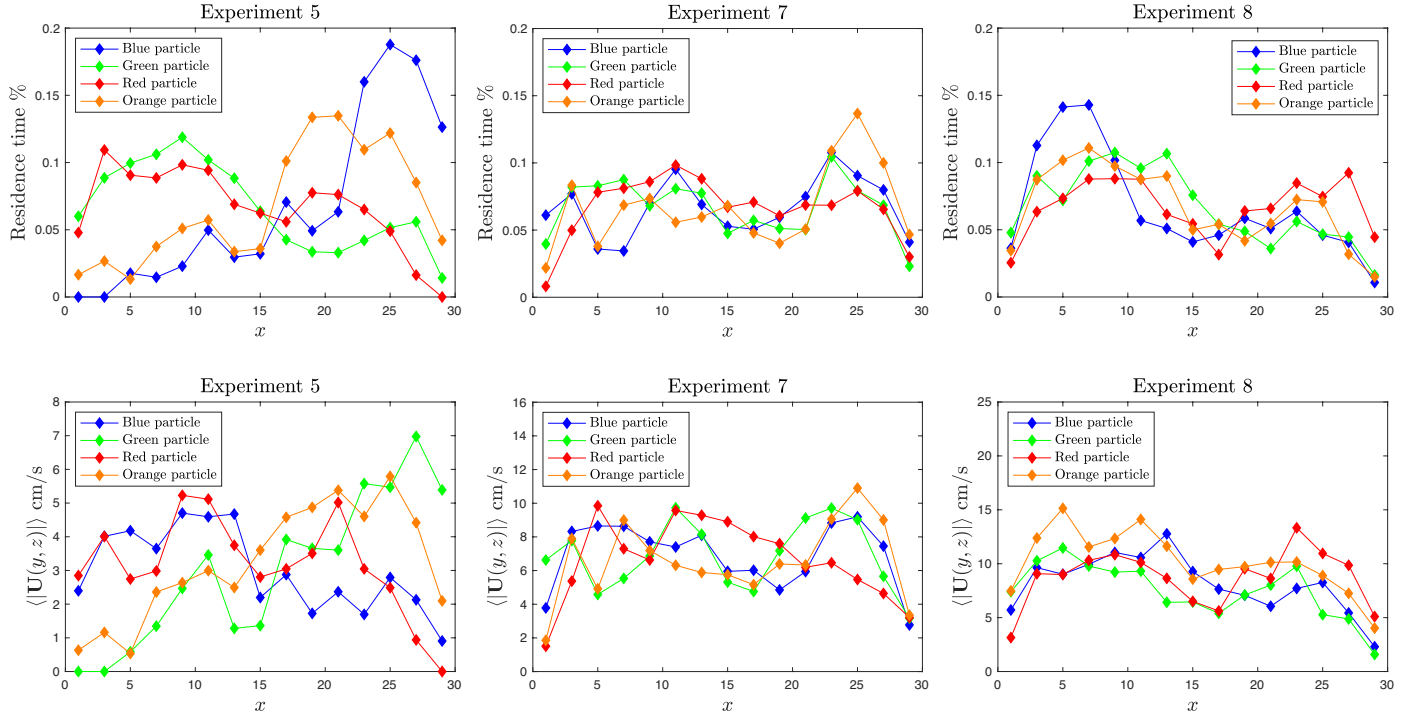 Experiment 5
Residence time %
0.2
0.15
0.1
0.05
0
Blue particle
Green particle
Red particle
Orange particle
0 5 10 15 20 25 30
x
Experiment 7
Residence time %
0.2
0.15
0.1
0.05
0
Blue particle
Green particle
Red particle
Orange particle
0 5 10 15 20 25 30
x
Experiment 8
Residence time %
0.2
0.15
0.1
0.05
0
Blue particle
Green particle
Red particle
Orange particle
0 5 10 15 20 25 30
x
Experiment 5
⟨|U(y, z)|⟩ cm/s
8
7
6
5
4
3
2
1
0
Blue particle
Green particle
Red particle
Orange particle
0 5 10 15 20 25 30
x
Experiment 7
⟨|U(y, z)|⟩ cm/s
16
14
12
10
8
6
4
2
0
Blue particle
Green particle
Red particle
Orange particle
0 5 10 15 20 25 30
x
Experiment 8
⟨|U(y, z)|⟩ cm/s
25
20
15
10
5
0
Blue particle
Green particle
Red particle
Orange particle
0 5 10 15 20 25 30
x